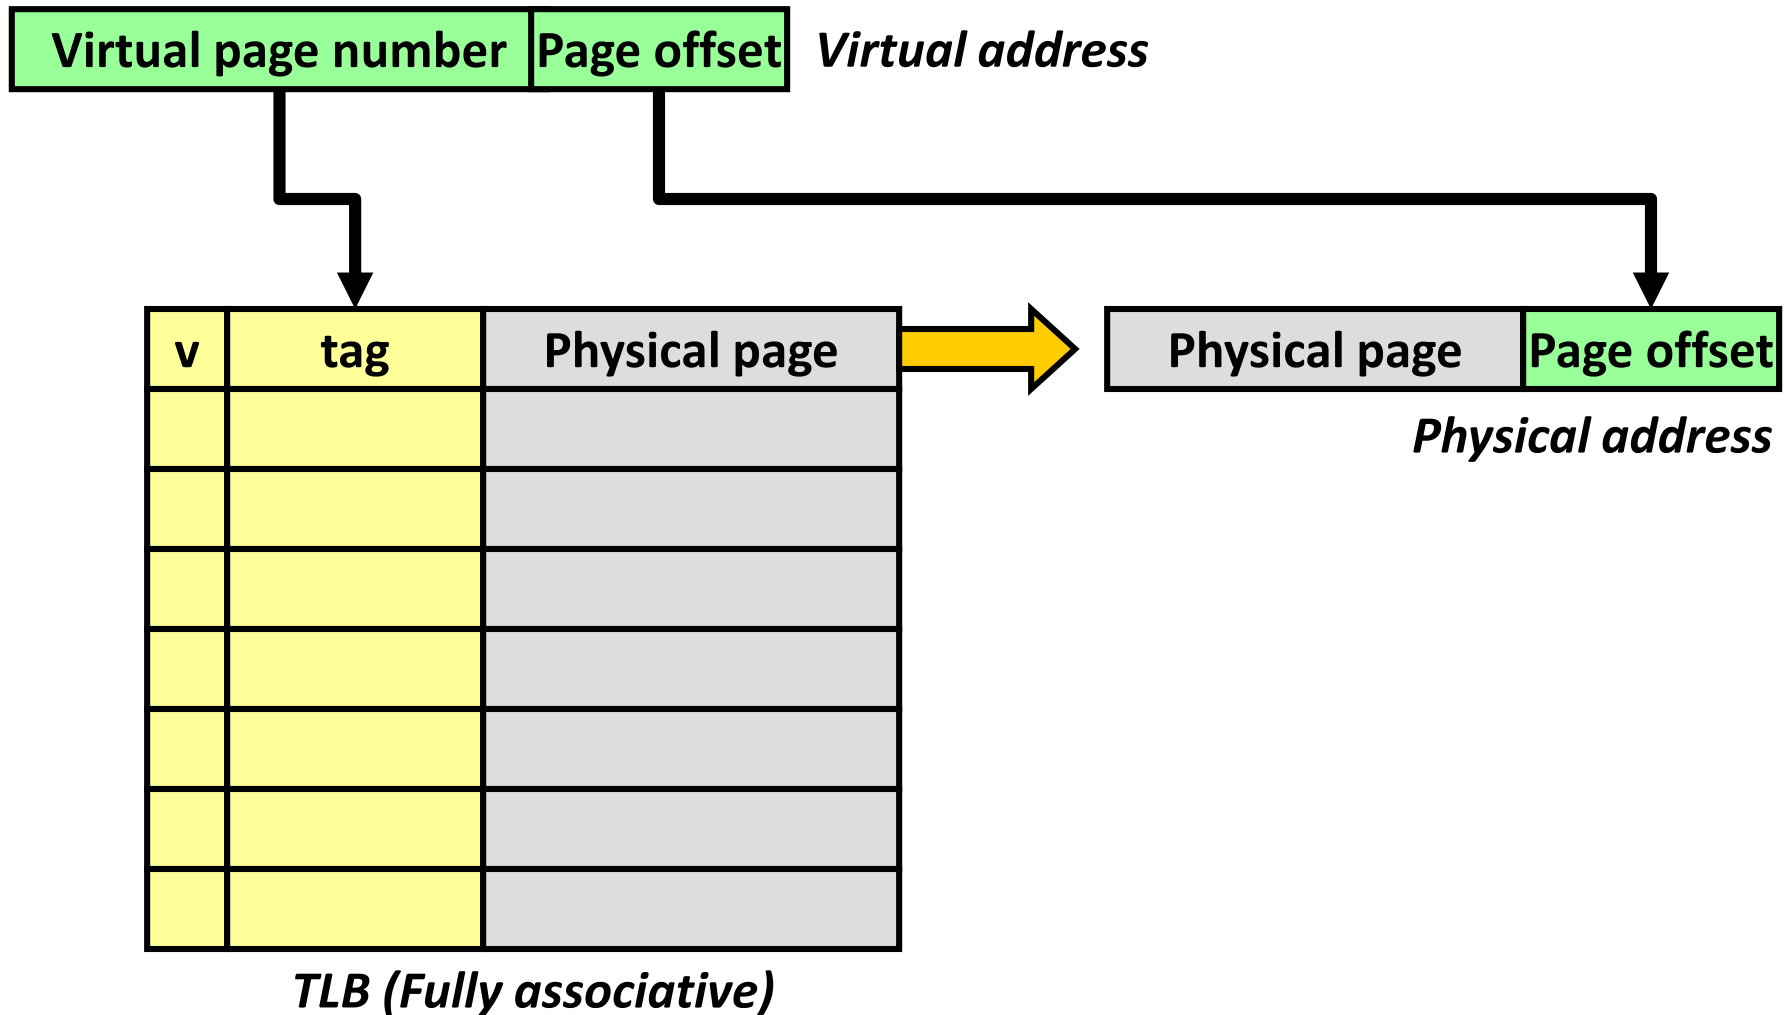 Virtual page number Page offset Virtual address
v tag Physical page Physical page Page offset
Physical address
TLB (Fully associative)